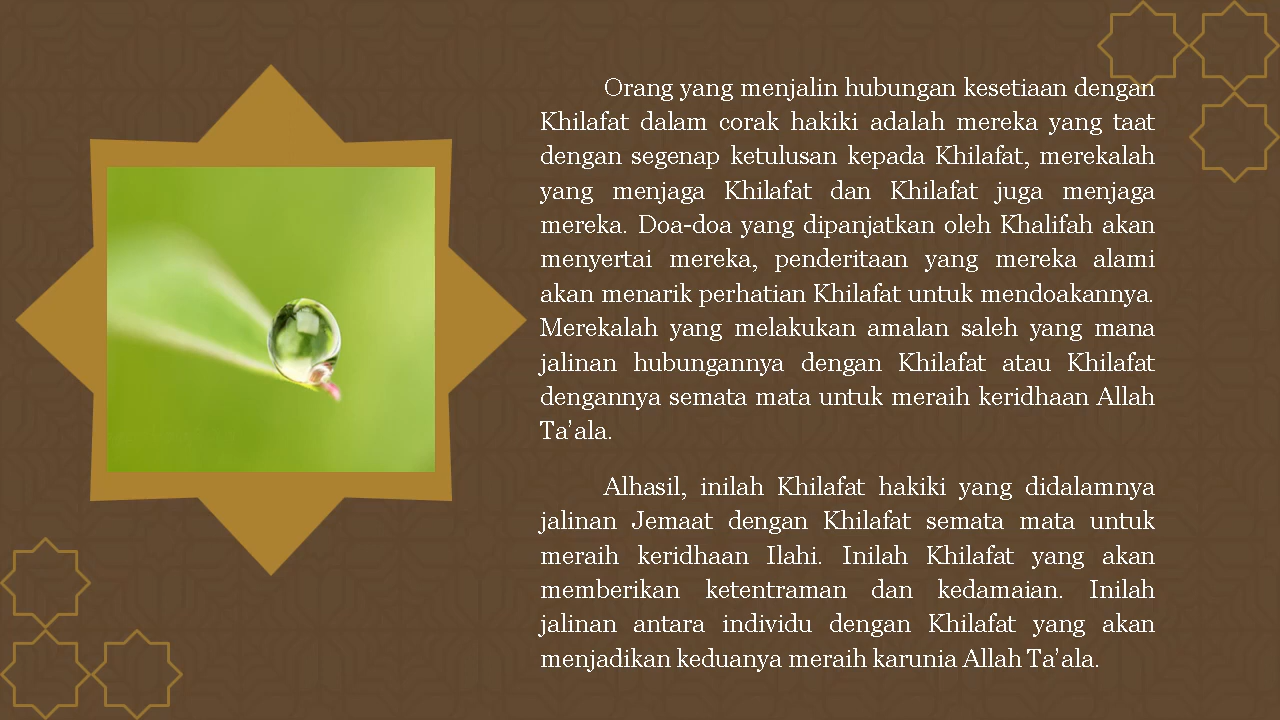 Orang yang menjalin hubungan kesetiaan dengan
Khilafat dalam corak hakiki adalah mereka yang taat
dengan segenap ketulusan kepada Khilafat, merekalah
yang menjaga Khilafat dan Khilafat juga menjaga
mereka. Doa-doa yang dipanjatkan oleh Khalifah akan
menyertai mereka, penderitaan yang mereka alami
akan menarik perhatian Khilafat untuk mendoakannya.
Merekalah yang melakukan amalan saleh yang mana
jalinan hubungannya dengan Khilafat atau Khilafat
dengannya semata mata untuk meraih keridhaan Allah
Ta’ala.
Alhasil, inilah Khilafat hakiki yang didalamnya
jalinan Jemaat dengan Khilafat semata mata untuk
meraih keridhaan Ilahi. Inilah Khilafat yang akan
memberikan ketentraman dan kedamaian. Inilah
jalinan antara individu dengan Khilafat yang akan
menjadikan keduanya meraih karunia Allah Ta’ala.